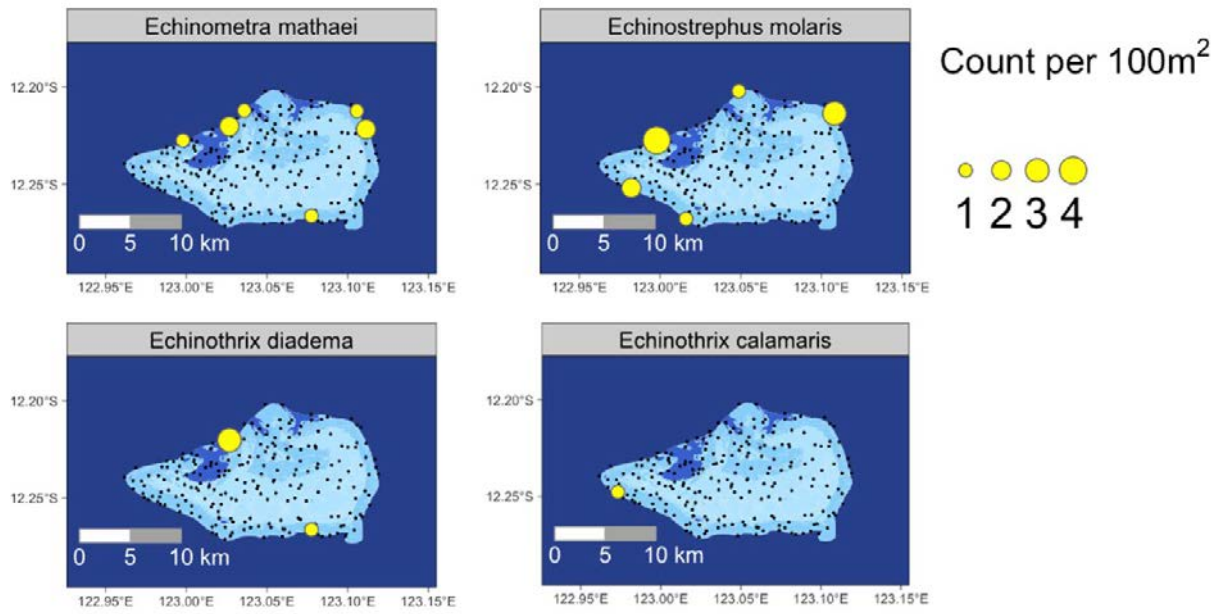 Echinometra mathaei
12.20°S
12.25°S
0 5 10 km
122.95°E 123.00°E 123.05°E 123.10°E 123.15°E
Echinostrephus molaris
12.20°S
12.25°S
0 5 10 km
122.95°E 123.00°E 123.05°E 123.10°E 123.15°E
Count per 100m²
1 2 3 4
Echinothrix diadema
12.20°S
12.25°S
0 5 10 km
122.95°E 123.00°E 123.05°E 123.10°E 123.15°E
Echinothrix calamaris
12.20°S
12.25°S
0 5 10 km
122.95°E 123.00°E 123.05°E 123.10°E 123.15°E